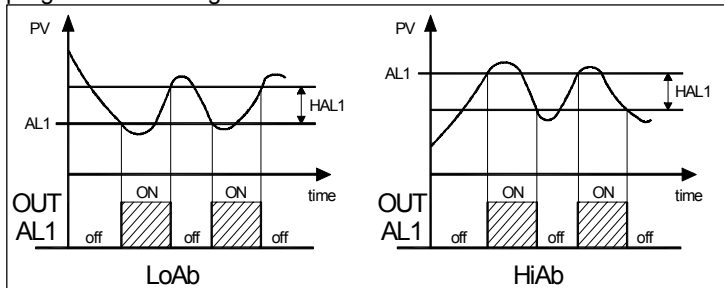 PV
PV
HAL1
AL1
AL1
HAL1
time
time
OUT
AL1
ON
ON
off
off
off
OUT
AL1
ON
ON
off
off
off
LoAb
HiAb